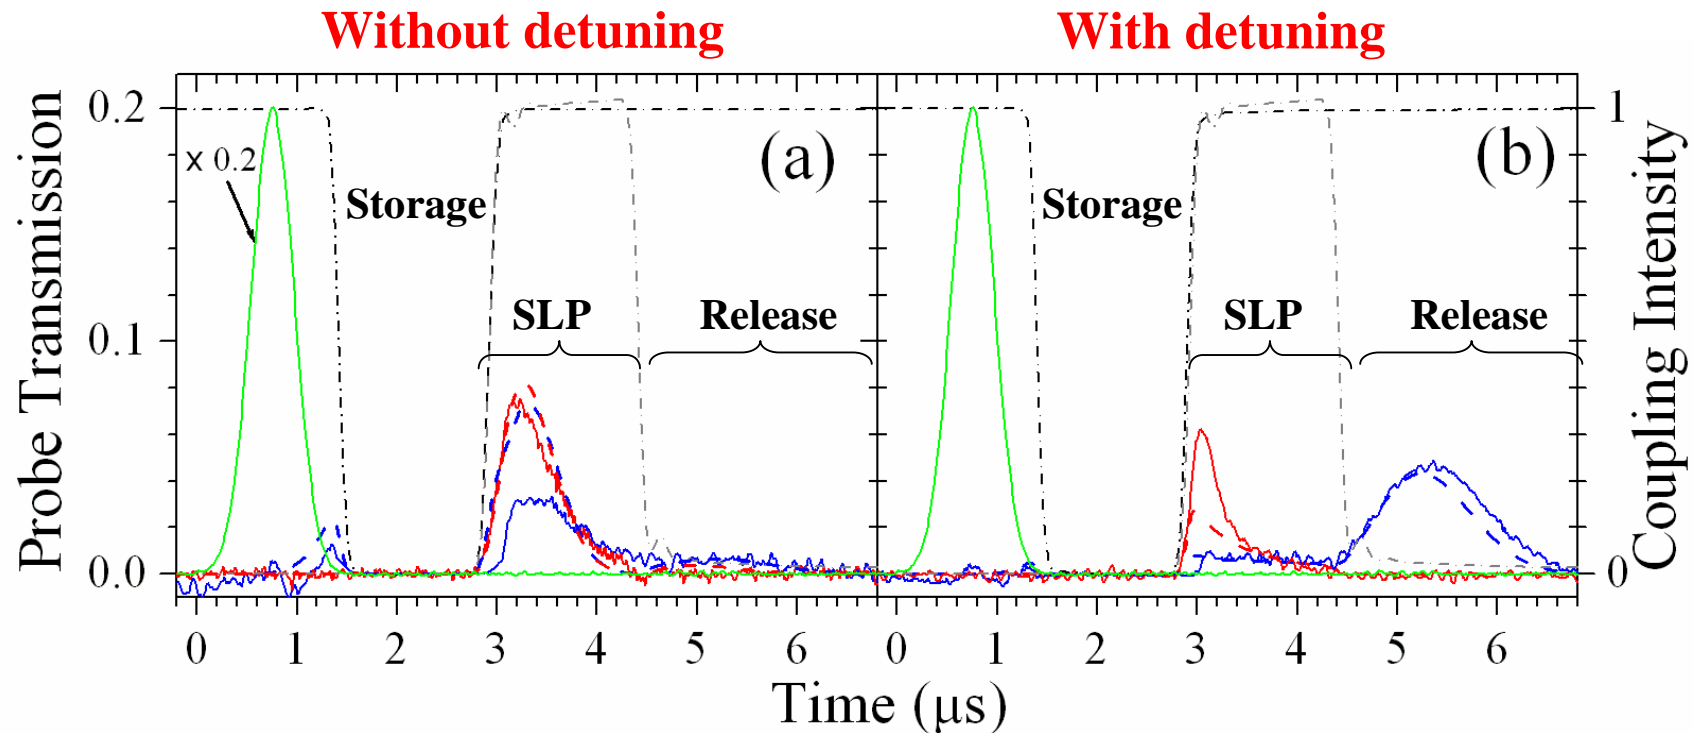 Without detuning
With detuning
Probe Transmission
0.2
0.1
0.0
x 0.2
Storage
(a)
SLP
Release
Storage
(b)
SLP
Release
1
0
Coupling Intensity
0 1 2 3 4 5 6
0 1 2 3 4 5 6
Time (μs)